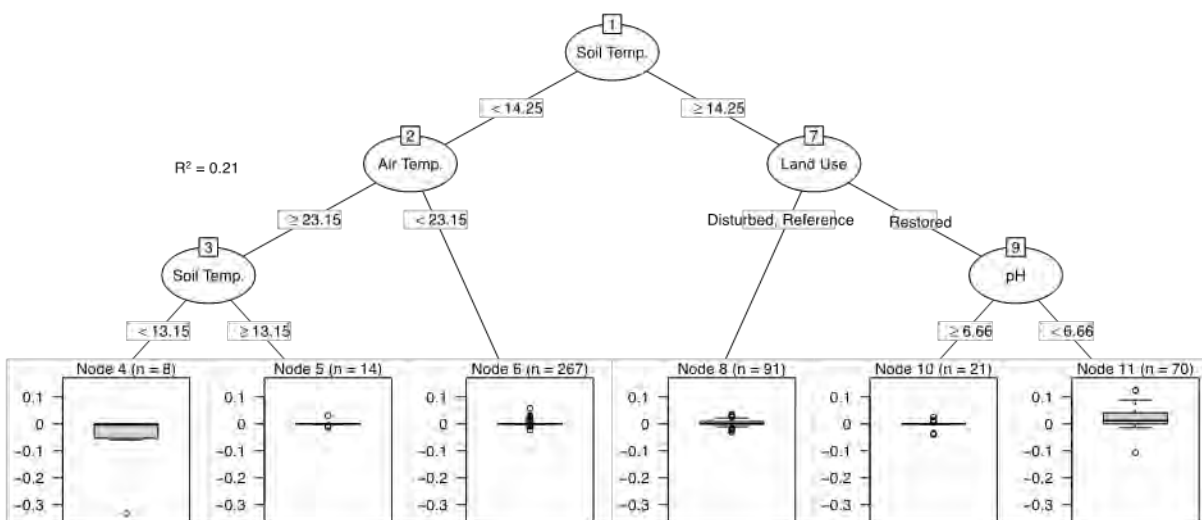 1
Soil Temp.
<14.25
≥14.25
2
7
Air Temp.
Land Use
R² = 0.21
≥23.15
<23.15
Disturbed, Reference
Restored
3
9
Soil Temp.
pH
<13.15
≥13.15
≥6.66
<6.66
Node 4 (n = 8)
Node 5 (n = 14)
Node 6 (n = 267)
Node 8 (n = 91)
Node 10 (n = 21)
Node 11 (n = 70)
0.1 0.1 0.1 0.1 0.1 0.1
0 0 0 0 0 0
−0.1 −0.1 −0.1 −0.1 −0.1 −0.1
−0.2 −0.2 −0.2 −0.2 −0.2 −0.2
−0.3 −0.3 −0.3 −0.3 −0.3 −0.3